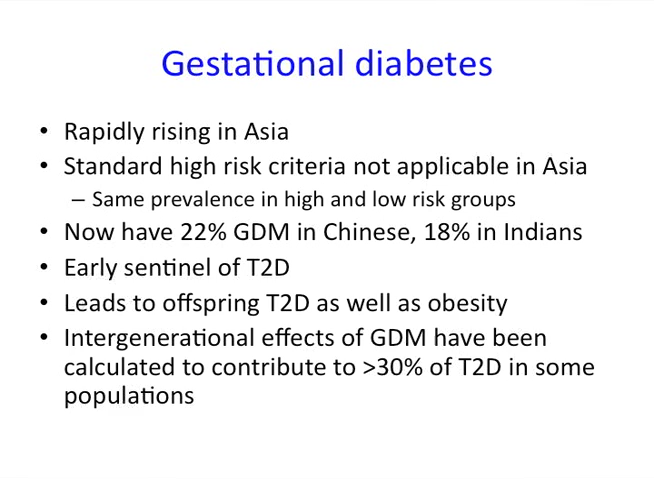 Gestational diabetes
• Rapidly rising in Asia
• Standard high risk criteria not applicable in Asia
– Same prevalence in high and low risk groups
• Now have 22% GDM in Chinese, 18% in Indians
• Early sentinel of T2D
• Leads to offspring T2D as well as obesity
• Intergenerational effects of GDM have been
calculated to contribute to >30% of T2D in some
populations